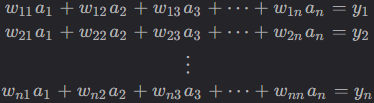 w₁₁a₁ + w₁₂a₂ + w₁₃a₃ + ⋯ + w₁ₙaₙ = y₁
w₂₁a₁ + w₂₂a₂ + w₂₃a₃ + ⋯ + w₂ₙaₙ = y₂
⋮
wₙ₁a₁ + wₙ₂a₂ + wₙ₃a₃ + ⋯ + wₙₙaₙ = yₙ